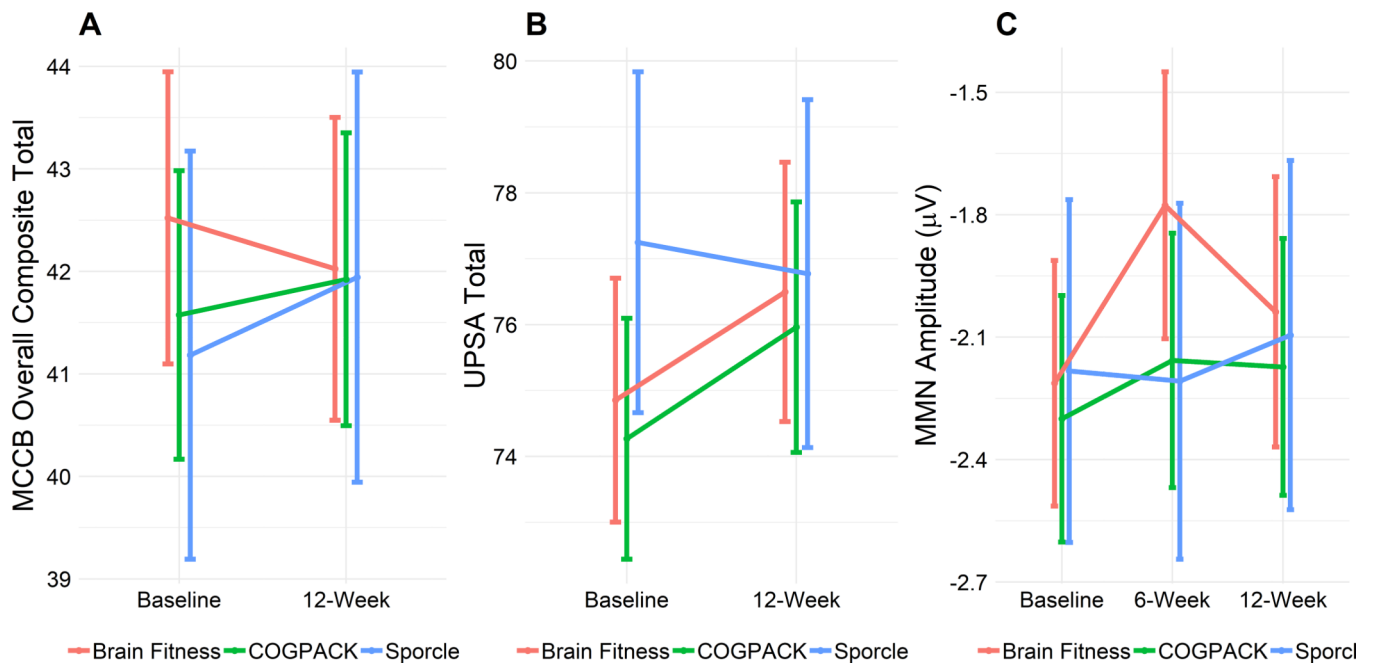 A
MCCB Overall Composite Total
44
43
42
41
40
39
Baseline 12-Week
Brain Fitness COGPACK Sporcle
B
UPSA Total
80
78
76
74
Baseline 12-Week
Brain Fitness COGPACK Sporcle
C
MMN Amplitude (μV)
-1.5
-1.8
-2.1
-2.4
-2.7
Baseline 6-Week 12-Week
Brain Fitness COGPACK Sporcl